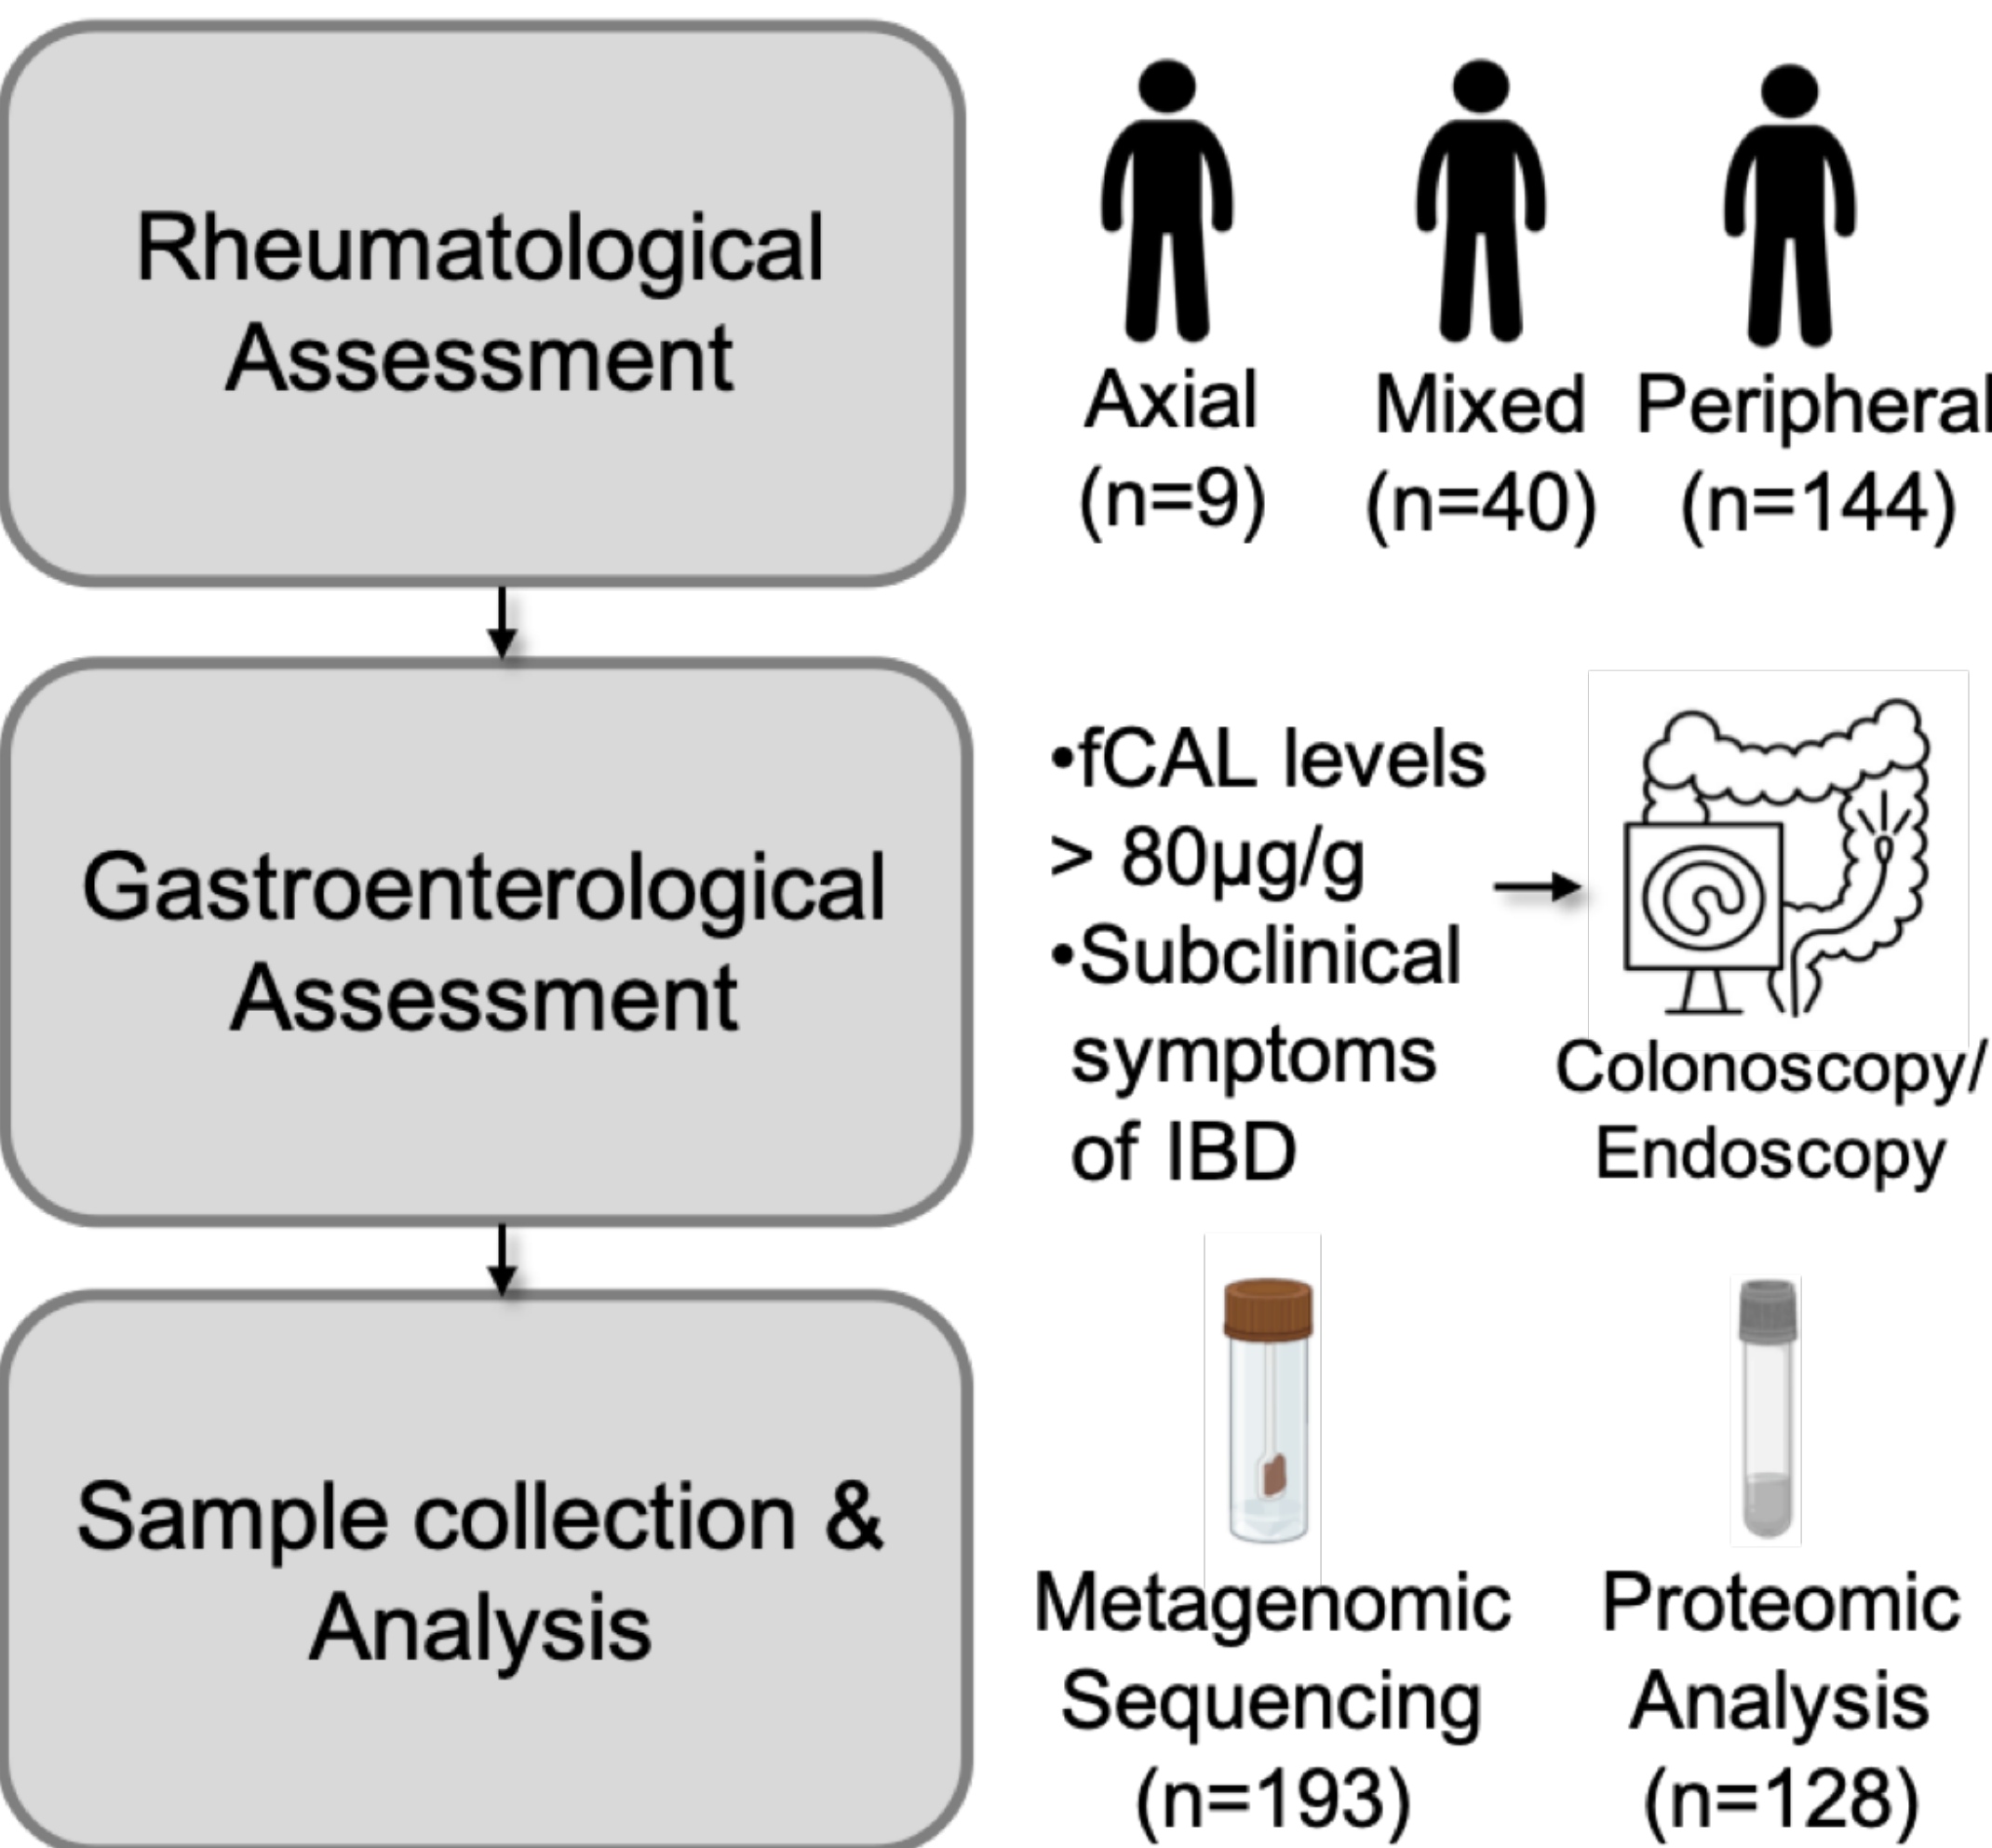 Rheumatological
Assessment
Axial
(n=9)
Mixed
(n=40)
Peripheral
(n=144)
Gastroenterological
Assessment
•fCAL levels
> 80µg/g
•Subclinical
symptoms
of IBD
Colonoscopy/
Endoscopy
Sample collection &
Analysis
Metagenomic
Sequencing
(n=193)
Proteomic
Analysis
(n=128)